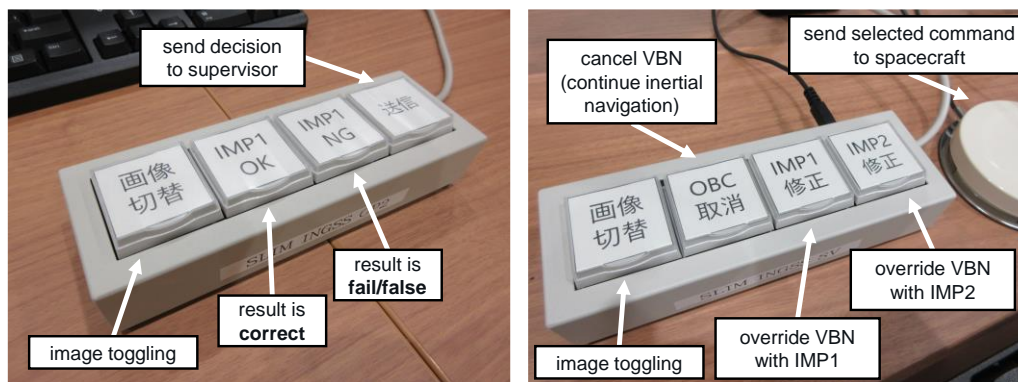 send decision
to supervisor
画像
切替
IMP1
OK
IMP1
NG
送信
SLIM INGSS
image toggling
result is
correct
result is
fail/false
cancel VBN
(continue inertial
navigation)
send selected command
to spacecraft
画像
切替
OBC
取消
IMP1
修正
IMP2
修正
SLIM INGSS SV
image toggling
override VBN
with IMP1
override VBN
with IMP2